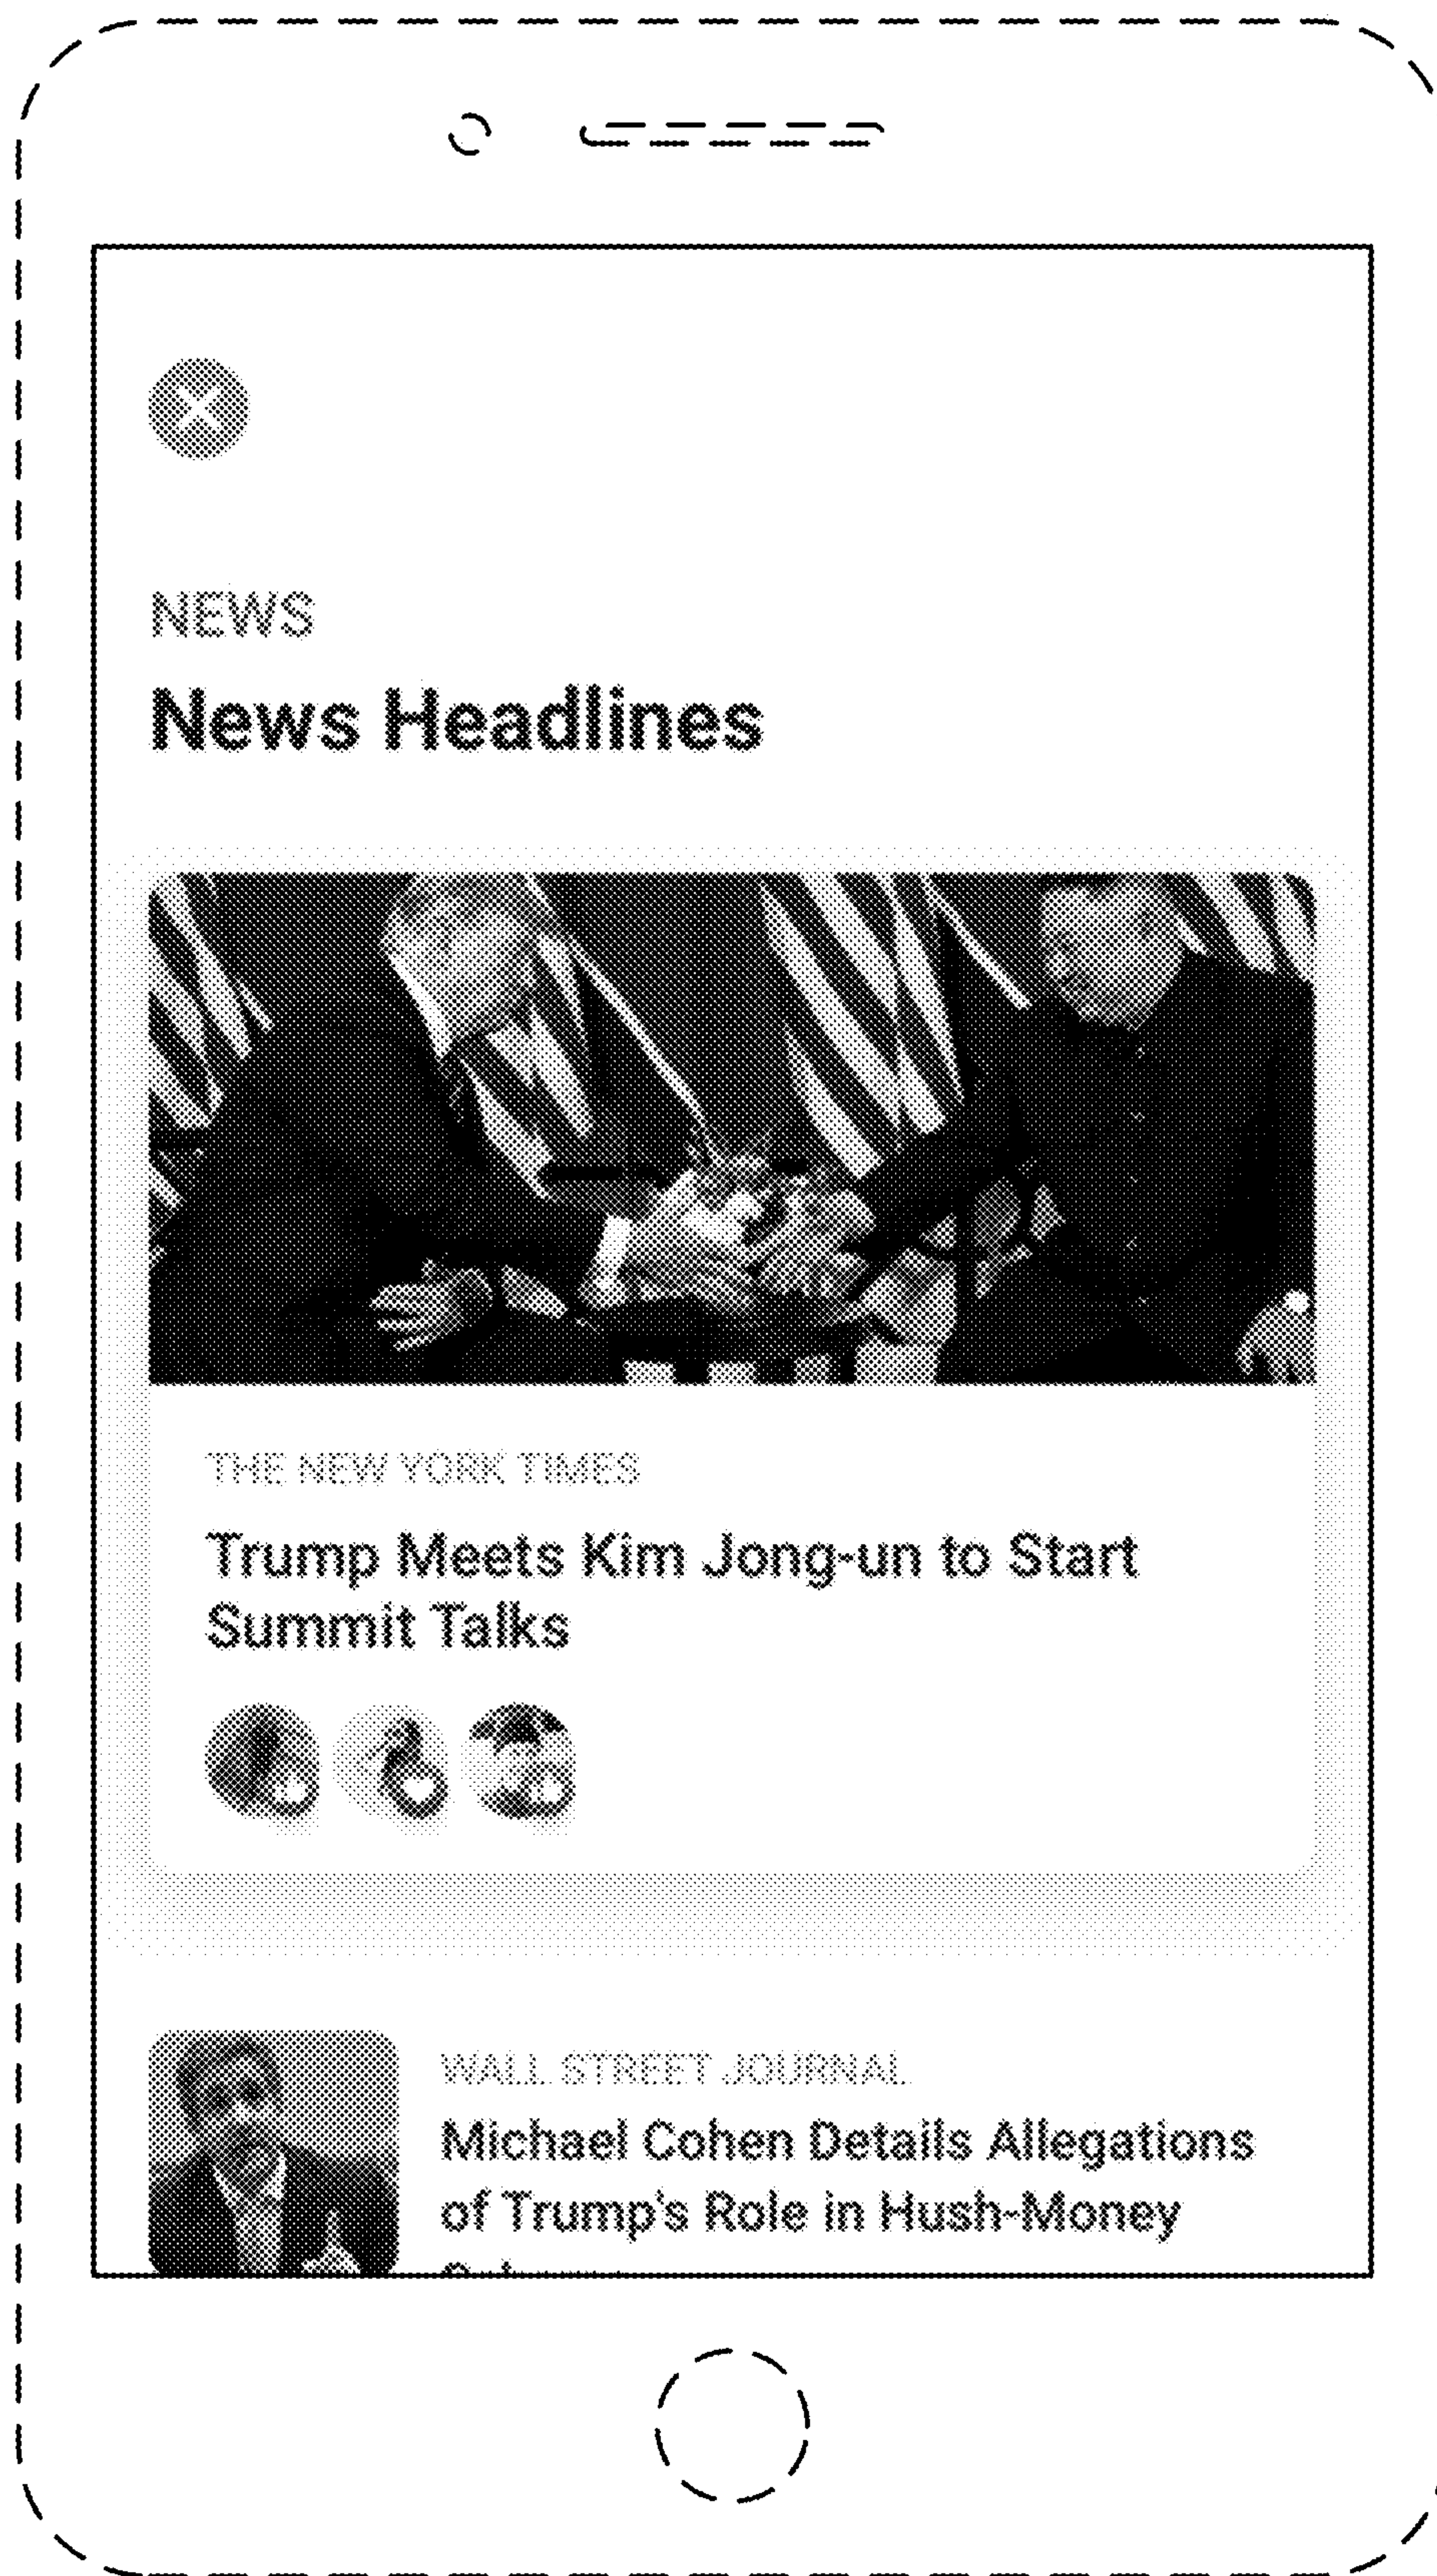 NEWS
News Headlines
THE NEW YORK TIMES
Trump Meets Kim Jong-un to Start
Summit Talks
WALL STREET JOURNAL
Michael Cohen Details Allegations
of Trump's Role in Hush-Money